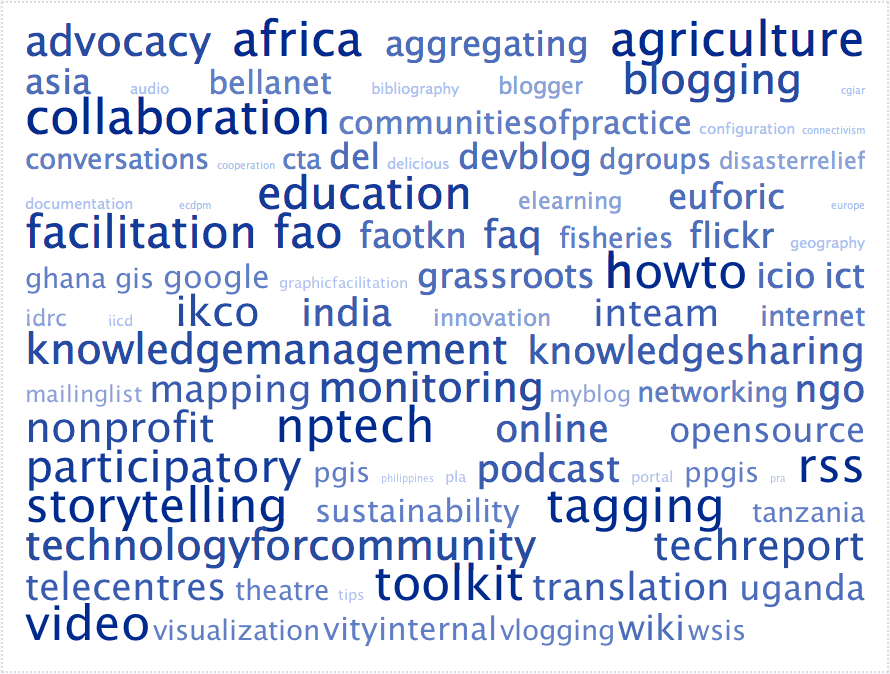 advocacy africa aggregating agriculture
asia audio bellanet bibliography blogger blogging cgiar
collaboration communitiesofpractice configuration connectivism
conversations cooperation cta del delicious devblog dgroups disasterrelief
documentation ecdpm education elearning euforic europe
facilitation fao faotkn faq fisheries flickr geography
ghana gis google graphicfacilitation grassroots howto icio ict
idrc iicd ikco india innovation inteam internet
knowledgemanagement knowledgesharing
mailinglist mapping monitoring myblog networking ngo
nonprofit nptech online opensource
participatory pgis philippines pla podcast portal ppgis pra rss
storytelling sustainability tagging tanzania
technologyforcommunity techreport
telecentres theatre tips toolkit translation uganda
video visualization vityinternal vlogging wiki wsis